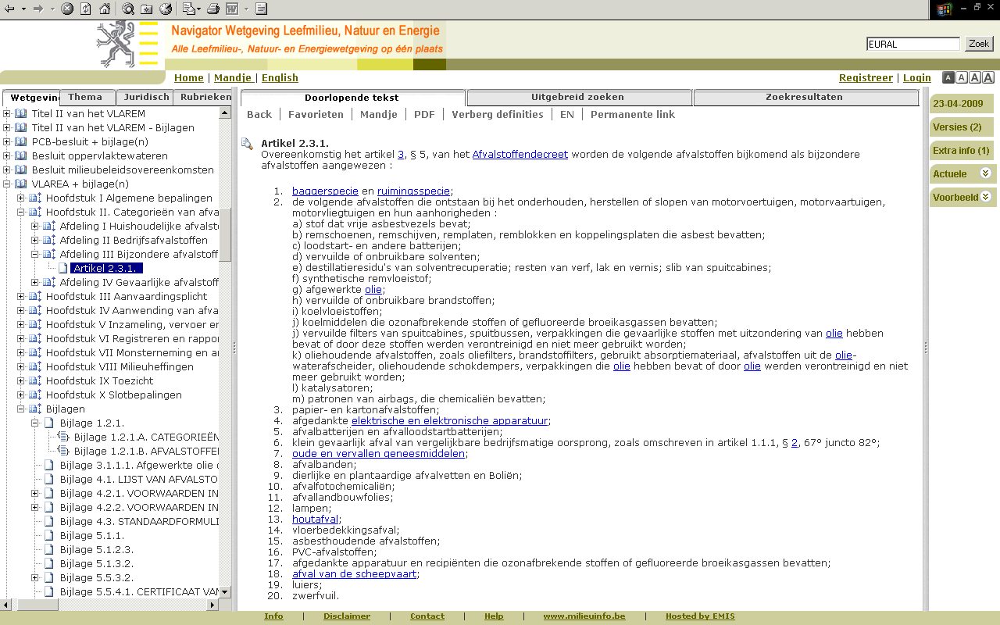 Navigator Wetgeving Leefmilieu, Natuur en Energie
Alle Leefmilieu-, Natuur- en Energiewetgeving op één plaats
EURAL
Zoek
Home | Mandje | English
Registreer | Login
A A A A
Wetgeving
Thema
Juridisch
Rubrieken
Titel II van het VLAREM
Titel II van het VLAREM - Bijlagen
PCB-besluit + bijlage(n)
Besluit oppervlaktewateren
Besluit milieubeleidsovereenkomsten
VLAREA + bijlage(n)
Hoofdstuk I Algemene bepalingen
Hoofdstuk II. Categorieën van afva
Afdeling I Huishoudelijke afvalst
Afdeling II Bedrijfsafvalstoffen
Afdeling III Bijzondere afvalstoff
Artikel 2.3.1.
Afdeling IV Gevaarlijke afvalstoff
Hoofdstuk III Aanvaardingsplicht
Hoofdstuk IV Aanwending van afva
Hoofdstuk V Inzameling, vervoer er
Hoofdstuk VI Registreren en rappor
Hoofdstuk VII Monsterneming en ar
Hoofdstuk VIII Milieuheffingen
Hoofdstuk IX Toezicht
Hoofdstuk X Slotbepalingen
Bijlagen
Bijlage 1.2.1.
Bijlage 1.2.1.A. CATEGORIEËN
Bijlage 1.2.1.B. AFVALSTOFFEI
Bijlage 3.1.1.1. Afgewerkte olie
Bijlage 4.1. LIJST VAN AFVALSTO
Bijlage 4.2.1. VOORWAARDEN IN
Bijlage 4.2.2. VOORWAARDEN IN
Bijlage 4.3. STANDAARDFORMULI
Bijlage 5.1.1.
Bijlage 5.1.2.3.
Bijlage 5.1.3.2.
Bijlage 5.5.3.2.
Bijlage 5.5.4.1. CERTIFICAAT VAN
Doorlopende tekst
Uitgebreid zoeken
Zoekresultaten
Back | Favorieten | Mandje | PDF | Verberg definities | EN | Permanente link
Artikel 2.3.1.
Overeenkomstig het artikel 3, § 5, van het Afvalstoffendecreet worden de volgende afvalstoffen bijkomend als bijzondere
afvalstoffen aangewezen :
1. baggerspecie en ruimingsspecie;
2. de volgende afvalstoffen die ontstaan bij het onderhouden, herstellen of slopen van motorvoertuigen, motorvaartuigen,
motorvliegtuigen en hun aanhorigheden :
a) stof dat vrije asbestvezels bevat;
b) remschoenen, remschijven, remplaten, remblokken en koppelingsplaten die asbest bevatten;
c) loodstart- en andere batterijen;
d) vervuilde of onbruikbare solventen;
e) destillatieresidu's van solventrecuperatie; resten van verf, lak en vernis; slib van spuitcabines;
f) synthetische remvloeistof;
g) afgewerkte olie;
h) vervuilde of onbruikbare brandstoffen;
i) koelvloeistoffen;
j) koelmiddelen die ozonafbrekende stoffen of gefluoreerde broeikasgassen bevatten;
j) vervuilde filters van spuitcabines, spuitbussen, verpakkingen die gevaarlijke stoffen met uitzondering van olie hebben
bevat of door deze stoffen werden verontreinigd en niet meer gebruikt worden;
k) oliehoudende afvalstoffen, zoals oliefilters, brandstoffilters, gebruikt absorptiemateriaal, afvalstoffen uit de olie-
waterafscheider, oliehoudende schokdempers, verpakkingen die olie hebben bevat of door olie werden verontreinigd en niet
meer gebruikt worden;
l) katalysatoren;
m) patronen van airbags, die chemicaliën bevatten;
3. papier- en kartonafvalstoffen;
4. afgedankte elektrische en elektronische apparatuur;
5. afvalbatterijen en afvalloodstartbatterijen;
6. klein gevaarlijk afval van vergelijkbare bedrijfsmatige oorsprong, zoals omschreven in artikel 1.1.1, § 2, 67° juncto 82°;
7. oude en vervallen geneesmiddelen;
8. afvalbanden;
9. dierlijke en plantaardige afvalvetten en Boliën;
10. afvalfotochemicaliën;
11. afvallandbouwfolies;
12. lampen;
13. houtafval;
14. vloerbedekkingsafval;
15. asbesthoudende afvalstoffen;
16. PVC-afvalstoffen;
17. afgedankte apparatuur en recipiënten die ozonafbrekende stoffen of gefluoreerde broeikasgassen bevatten;
18. afval van de scheepvaart;
19. luiers;
20. zwerfvuil.
23-04-2009
Versies (2)
Extra info (1)
Actuele
Voorbeeld
Info | Disclaimer | Contact | Help | www.milieuinfo.be | Hosted by EMIS